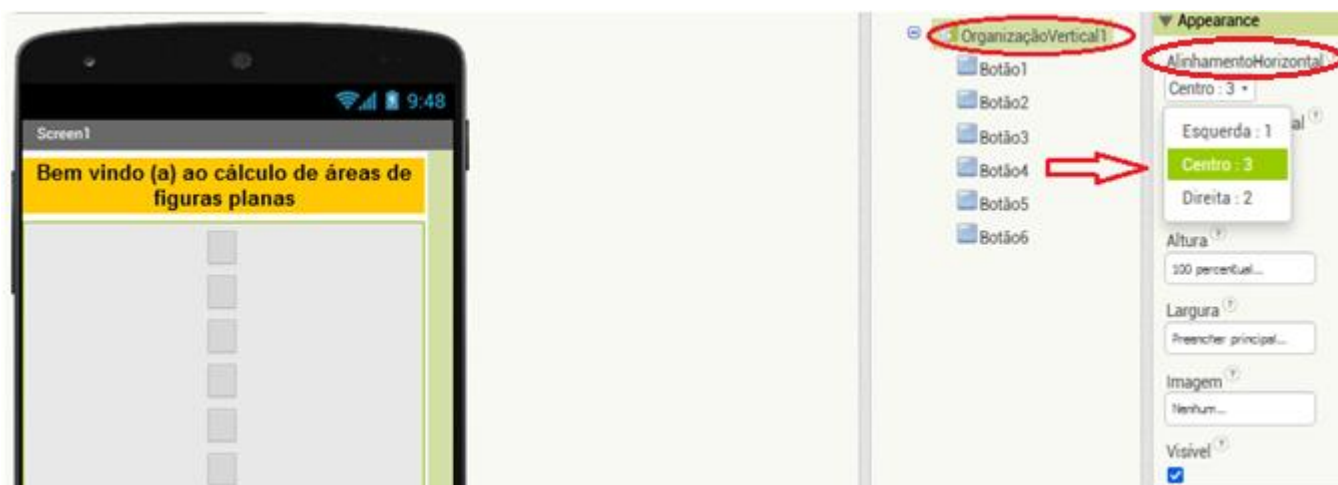 9:48
Screen1
Bem vindo (a) ao cálculo de áreas de
figuras planas
OrganizaçãoVertical1
Botão1
Botão2
Botão3
Botão4
Botão5
Botão6
Appearance
AlinhamentoHorizontal
Centro : 3
al
Esquerda : 1
Centro : 3
Direita : 2
Altura
100 percentual...
Largura
Preencher principal...
Imagem
Nenhum...
Visível